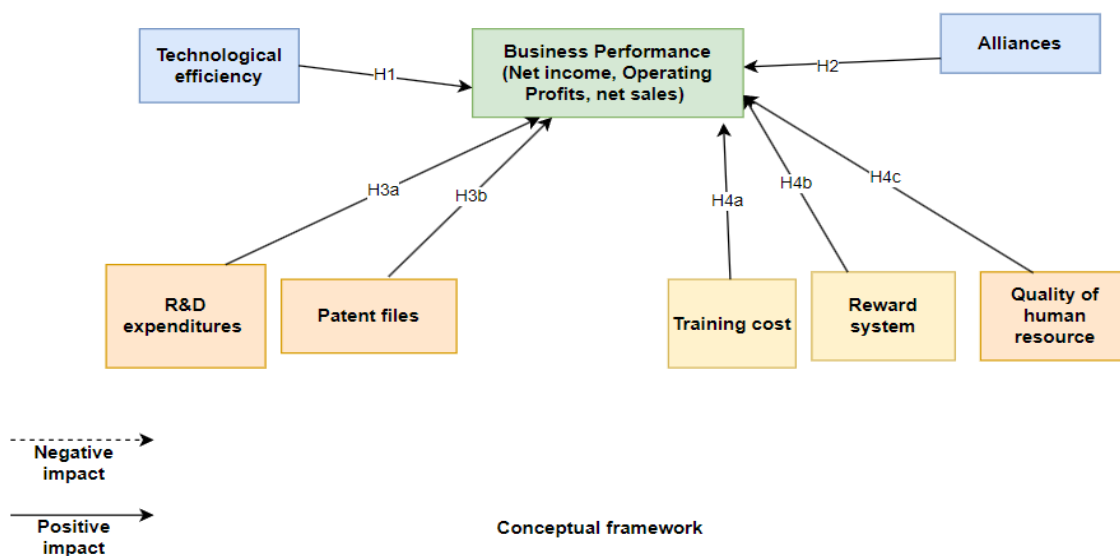 Technological
efficiency
H1
Business Performance
(Net income, Operating
Profits, net sales)
H2
Alliances
H3a
H3b
H4a
H4b
H4c
R&D
expenditures
Patent files
Training cost
Reward
system
Quality of
human
resource
Negative
impact
Positive
impact
Conceptual framework